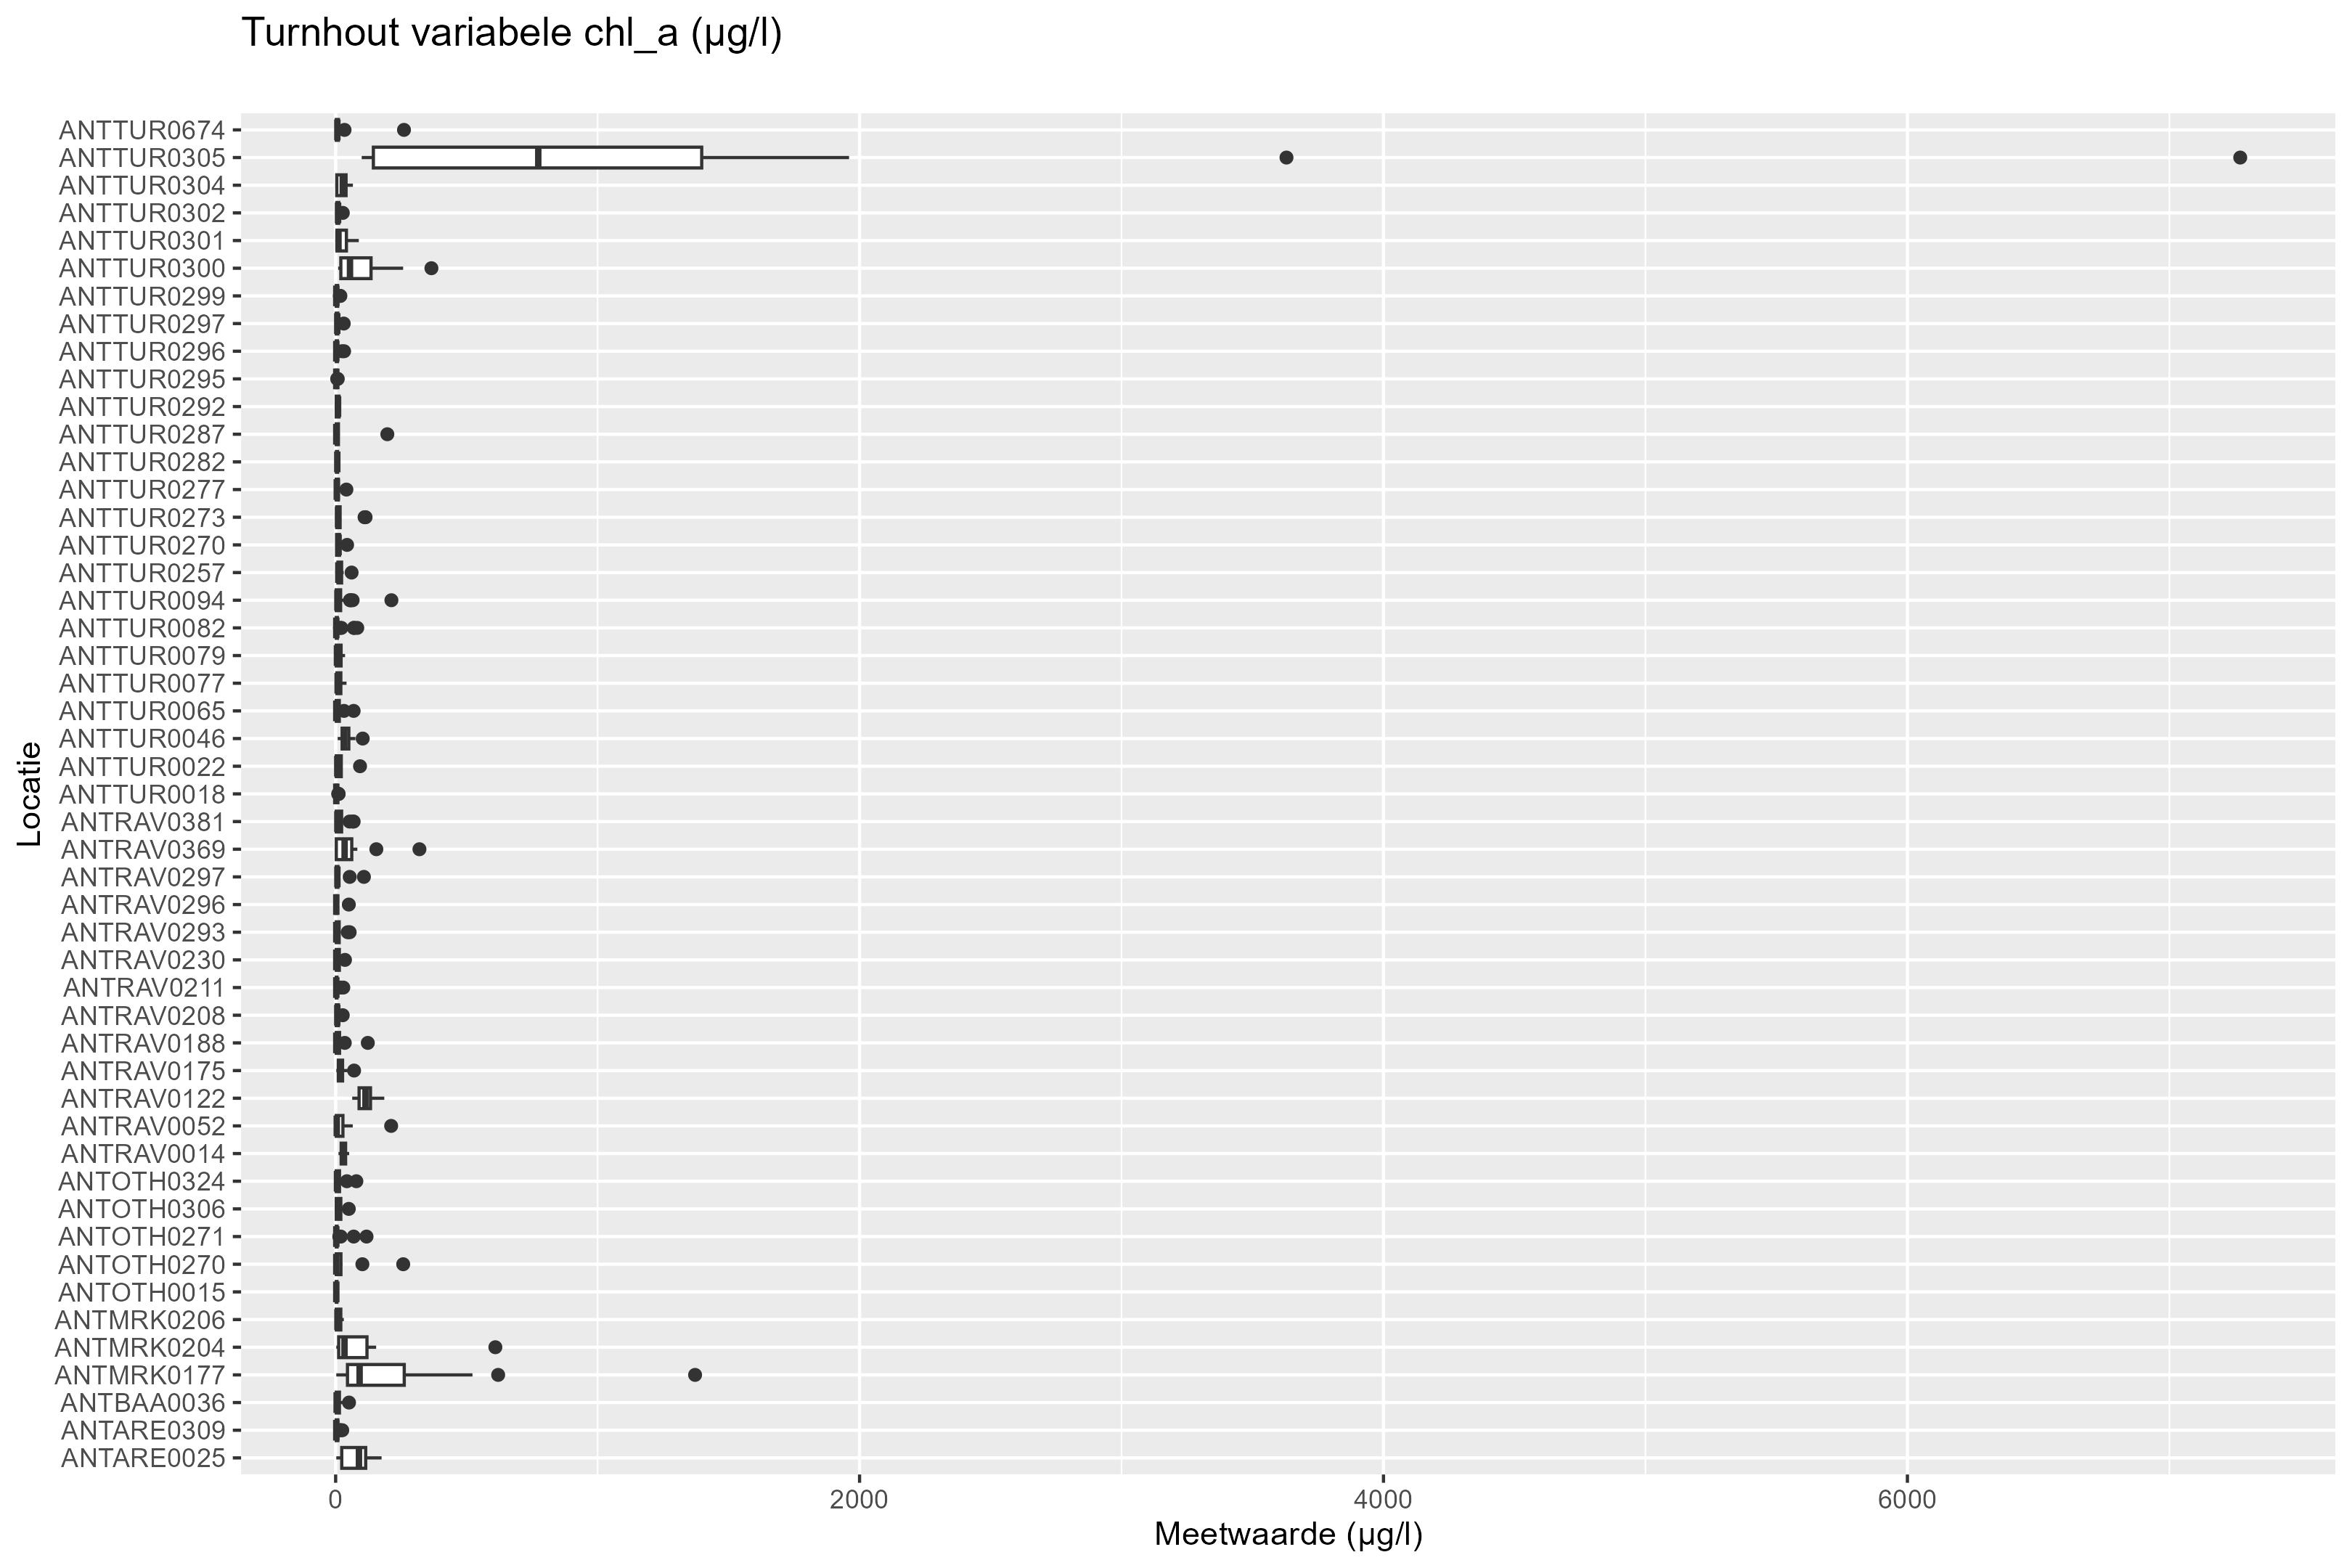 Turnhout variabele chl_a (µg/l)
ANTTUR0674
ANTTUR0305
ANTTUR0304
ANTTUR0302
ANTTUR0301
ANTTUR0300
ANTTUR0299
ANTTUR0297
ANTTUR0296
ANTTUR0295
ANTTUR0292
ANTTUR0287
ANTTUR0282
ANTTUR0277
ANTTUR0273
ANTTUR0270
ANTTUR0257
ANTTUR0094
ANTTUR0082
ANTTUR0079
ANTTUR0077
ANTTUR0065
ANTTUR0046
ANTTUR0022
ANTTUR0018
ANTRAV0381
ANTRAV0369
ANTRAV0297
ANTRAV0296
ANTRAV0293
ANTRAV0230
ANTRAV0211
ANTRAV0208
ANTRAV0188
ANTRAV0175
ANTRAV0122
ANTRAV0052
ANTRAV0014
ANTOTH0324
ANTOTH0306
ANTOTH0271
ANTOTH0270
ANTOTH0015
ANTMRK0206
ANTMRK0204
ANTMRK0177
ANTBAA0036
ANTARE0309
ANTARE0025
Locatie
0 2000 4000 6000
Meetwaarde (µg/l)